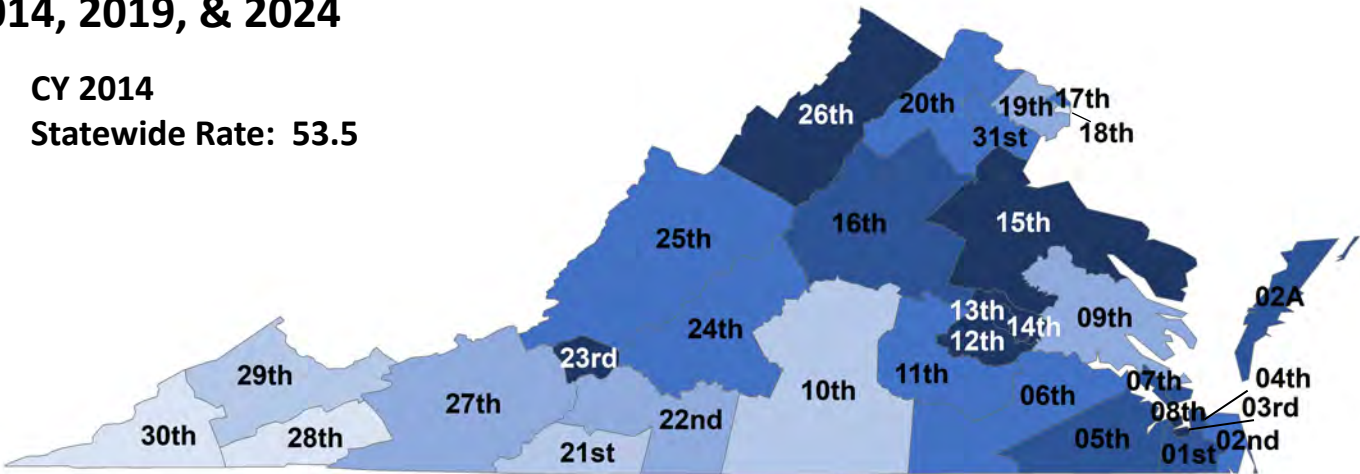 014, 2019, & 2024
CY 2014
Statewide Rate: 53.5
26th
20th
19th
17th
18th
31st
16th
15th
25th
02A
13th
14th
09th
12th
24th
23rd
29th
10th
11th
07th
04th
06th
27th
08th
03rd
22nd
30th
28th
05th
02nd
21st
01st